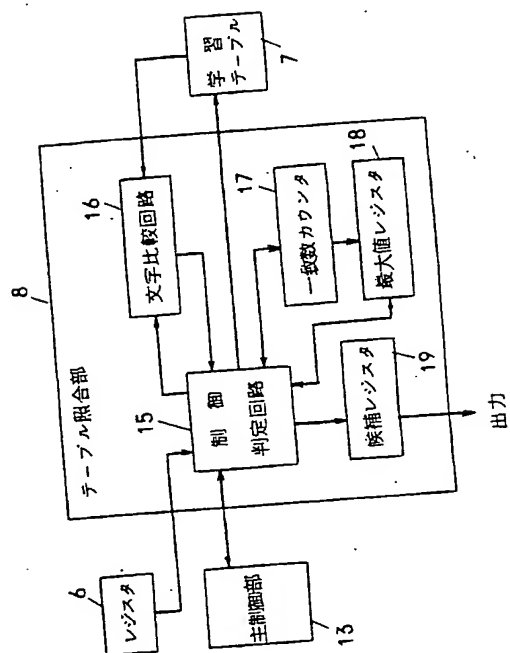 8
テーブル照合部
6
レジスタ
15
制御
判定回路
主制御部
13
16
文字比較回路
学習
テーブル
7
17
一致数カウンタ
18
最大値レジスタ
候補レジスタ
19
出力